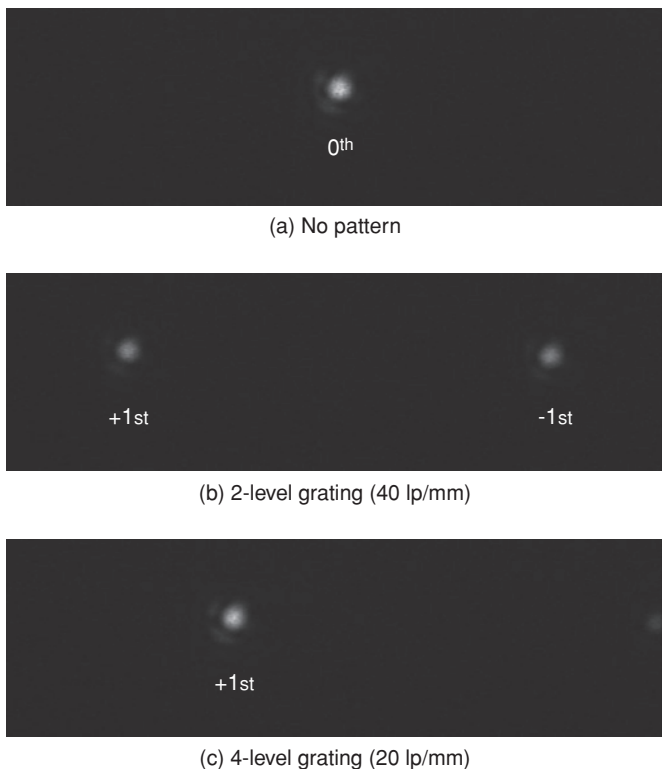 0th
(a) No pattern
+1st -1st
(b) 2-level grating (40 lp/mm)
+1st
(c) 4-level grating (20 lp/mm)